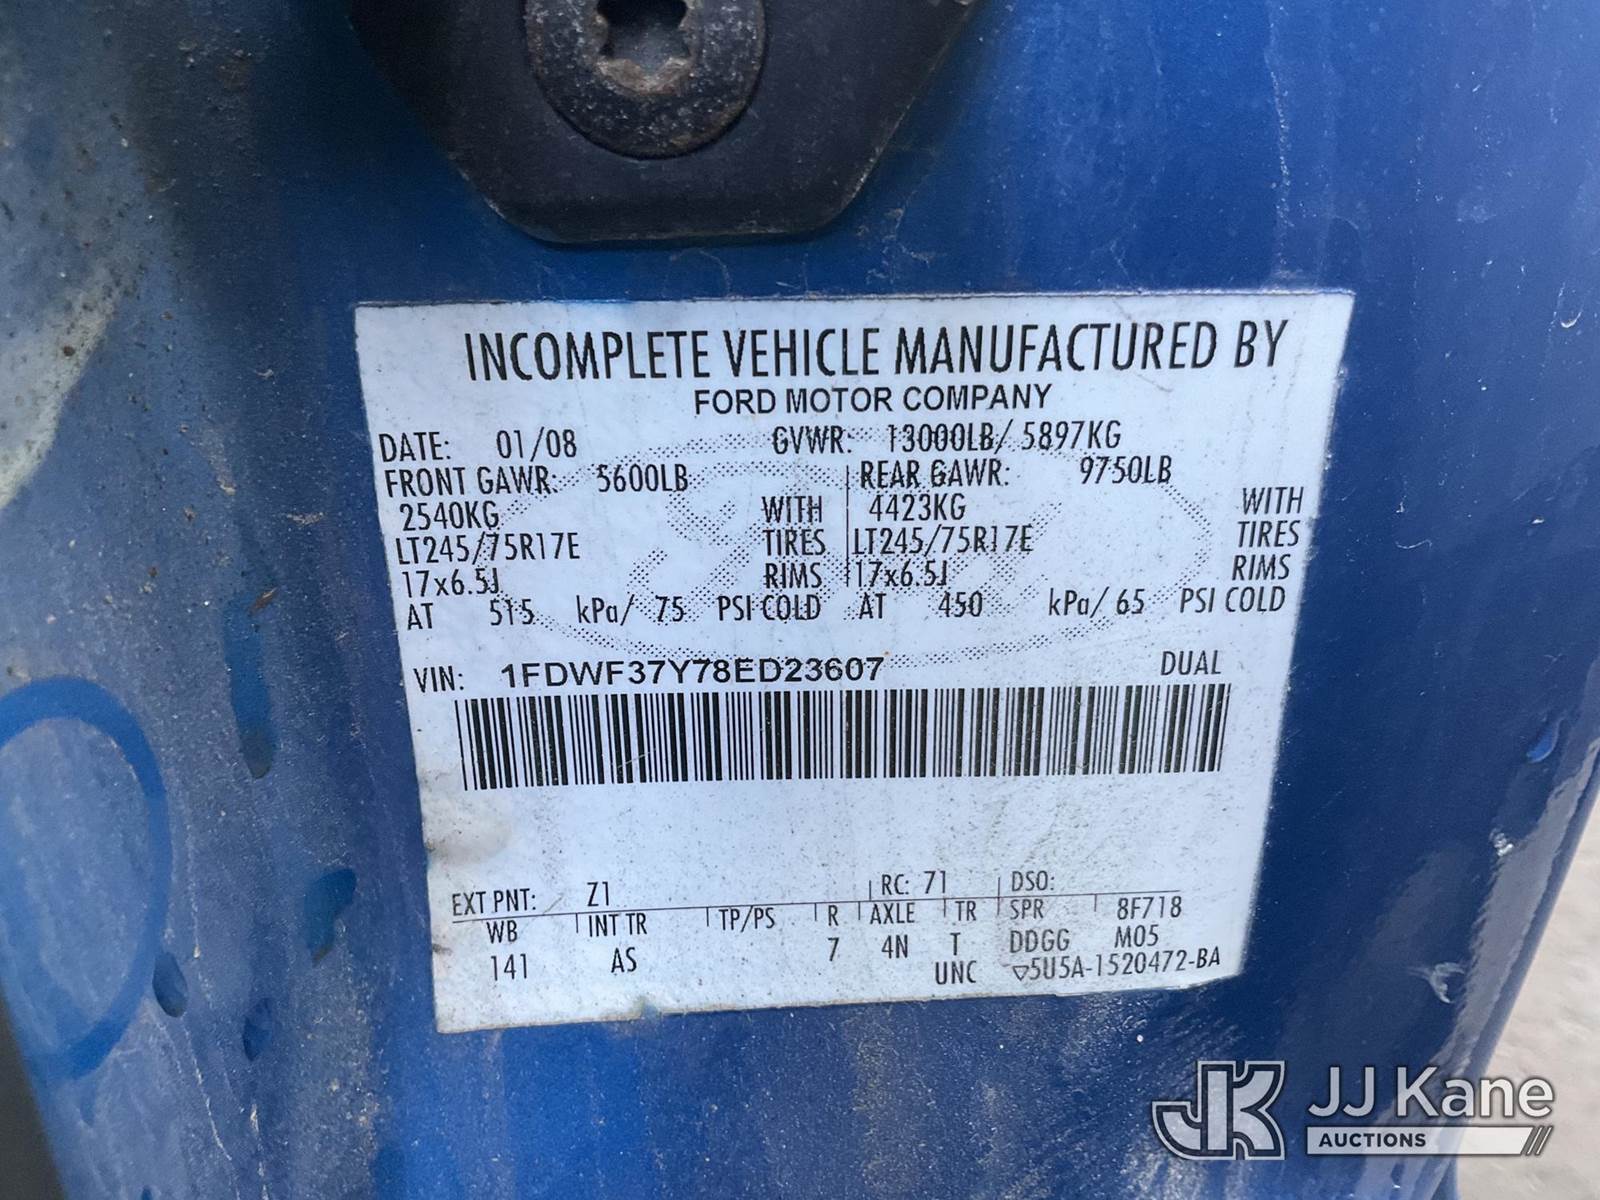 INCOMPLETE VEHICLE MANUFACTURED BY
FORD MOTOR COMPANY
DATE: 01/08 GVWR: 13000LB/ 5897KG
FRONT GAWR: 5600LB REAR GAWR: 9750LB
2540KG WITH 4423KG WITH
LT245/75R17E TIRES LT245/75R17E TIRES
17x6.5J RIMS 17x6.5J RIMS
AT 515 kPa/ 75 PSI COLD AT 450 kPa/ 65 PSI COLD
VIN: 1FDWF37Y78ED23607 DUAL
EXT PNT: Z1 RC: 71 DSO:
WB INT TR TP/PS R AXLE TR SPR 8F718
141 AS 7 4N T DDGG M05
UNC ▽5U5A-1520472-BA
JK JJ Kane
AUCTIONS